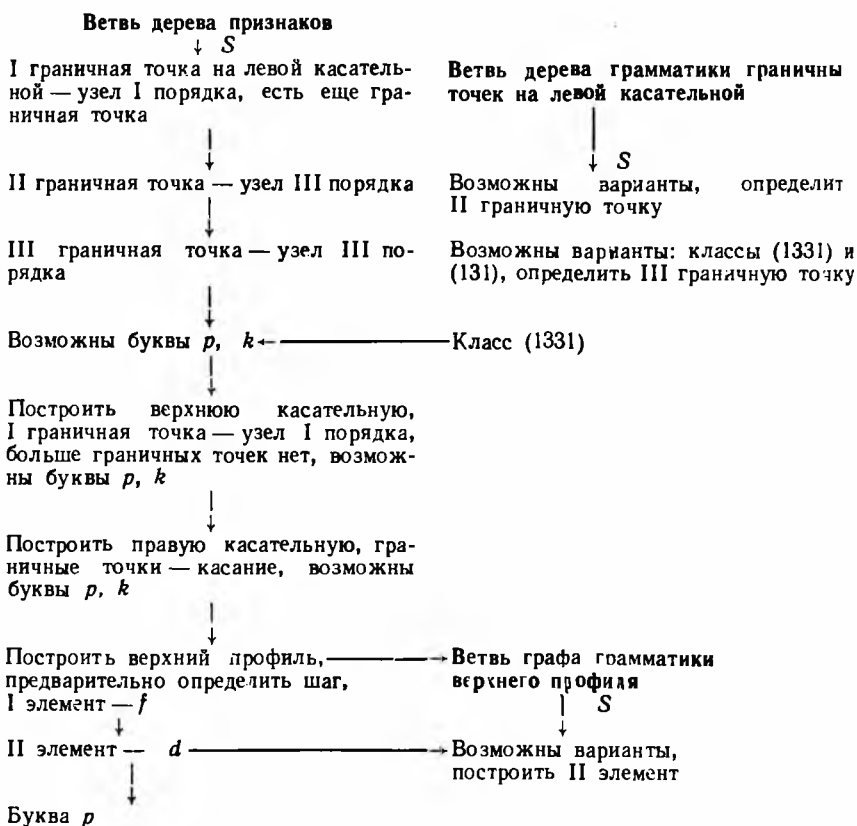 Ветвь дерева признаков
S
I граничная точка на левой касатель-
ной — узел I порядка, есть еще гра-
ничная точка
Ветвь дерева грамматики граничны
точек на левой касательной
S
II граничная точка — узел III порядка
Возможны варианты, определит
II граничную точку
III граничная точка — узел III по-
рядка
Возможны варианты: классы (1331) и
(131), определить III граничную точку
Возможны буквы p, k
Класс (1331)
Построить верхнюю касательную,
I граничная точка — узел I порядка,
больше граничных точек нет, возмож-
ны буквы p, k
Построить правую касательную, гра-
ничные точки — касание, возможны
буквы p, k
Построить верхний профиль,
предварительно определить шаг,
I элемент — f
Ветвь графа грамматики
верхнего профиля
S
II элемент — d
Возможны варианты,
построить II элемент
Буква p